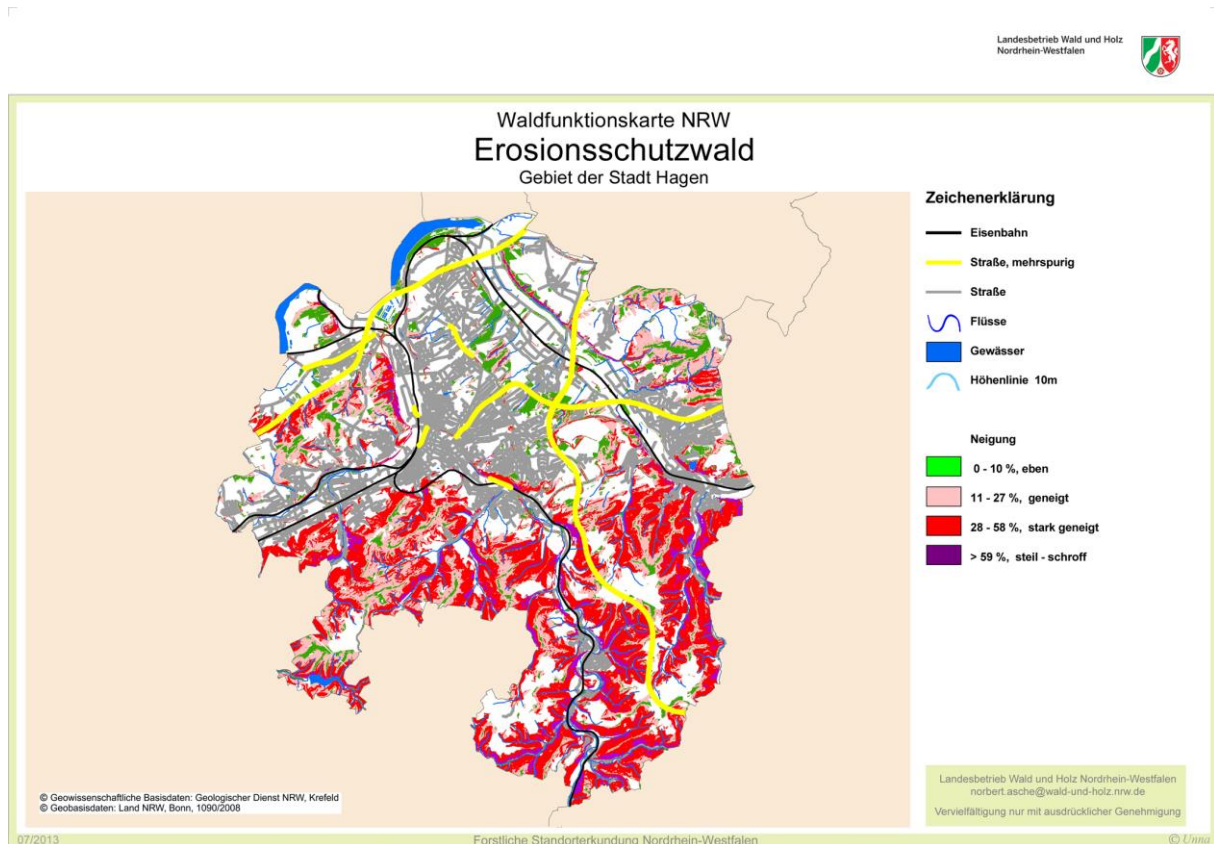 Landesbetrieb Wald und Holz
Nordrhein-Westfalen
Waldfunktionskarte NRW
Erosionsschutzwald
Gebiet der Stadt Hagen
Zeichenerklärung
Eisenbahn
Straße, mehrspurig
Straße
Flüsse
Gewässer
Höhenlinie 10m
Neigung
0 - 10 %, eben
11 - 27 %, geneigt
28 - 58 %, stark geneigt
> 59 %, steil - schroff
© Geowissenschaftliche Basisdaten: Geologischer Dienst NRW, Krefeld
© Geobasisdaten: Land NRW, Bonn, 1090/2008
Landesbetrieb Wald und Holz Nordrhein-Westfalen
norbert.asche@wald-und-holz.nrw.de
Vervielfältigung nur mit ausdrücklicher Genehmigung
07/2013
Forstliche Standorterkundung Nordrhein-Westfalen
© Unna